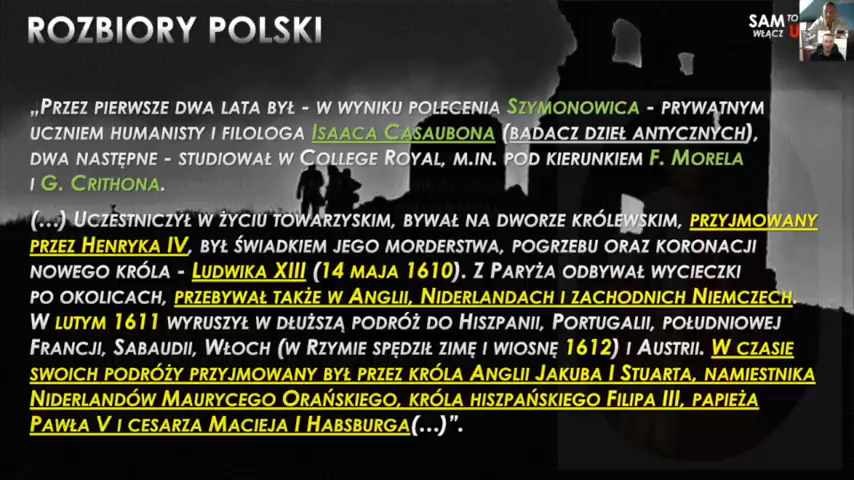 ROZBIORY POLSKI
SAM TO
WŁĄCZ U
„PRZEZ PIERWSZE DWA LATA BYŁ - W WYNIKU POLECENIA SZYMONOWICA - PRYWATNYM
UCZNIEM HUMANISTY I FILOLOGA ISAACA CASAUBONA (BADACZ DZIEŁ ANTYCZNYCH),
DWA NASTĘPNE - STUDIOWAŁ W COLLEGE ROYAL, M.IN. POD KIERUNKIEM F. MORELA
I G. CRITHONA.
(...) UCZESTNICZYŁ W ŻYCIU TOWARZYSKIM, BYWAŁ NA DWORZE KRÓLEWSKIM, PRZYJMOWANY
PRZEZ HENRYKA IV, BYŁ ŚWIADKIEM JEGO MORDERSTWA, POGRZEBU ORAZ KORONACJI
NOWEGO KRÓLA - LUDWIKA XIII (14 MAJA 1610). Z PARYŻA ODBYWAŁ WYCIECZKI
PO OKOLICACH, PRZEBYWAŁ TAKŻE W ANGLII, NIDERLANDACH I ZACHODNICH NIEMCZECH.
W LUTYM 1611 WYRUSZYŁ W DŁUŻSZĄ PODRÓŻ DO HISZPANII, PORTUGALII, POŁUDNIOWEJ
FRANCJI, SABAUDII, WŁOCH (W RZYMIE SPĘDZIŁ ZIMĘ I WIOSNĘ 1612) I AUSTRII. W CZASIE
SWOICH PODRÓŻY PRZYJMOWANY BYŁ PRZEZ KRÓLA ANGLII JAKUBA I STUARTA, NAMIESTNIKA
NIDERLANDÓW MAURYCEGO ORAŃSKIEGO, KRÓLA HISZPAŃSKIEGO FILIPA III, PAPIEŻA
PAWŁA V I CESARZA MACIEJA I HABSBURGA(...)”.